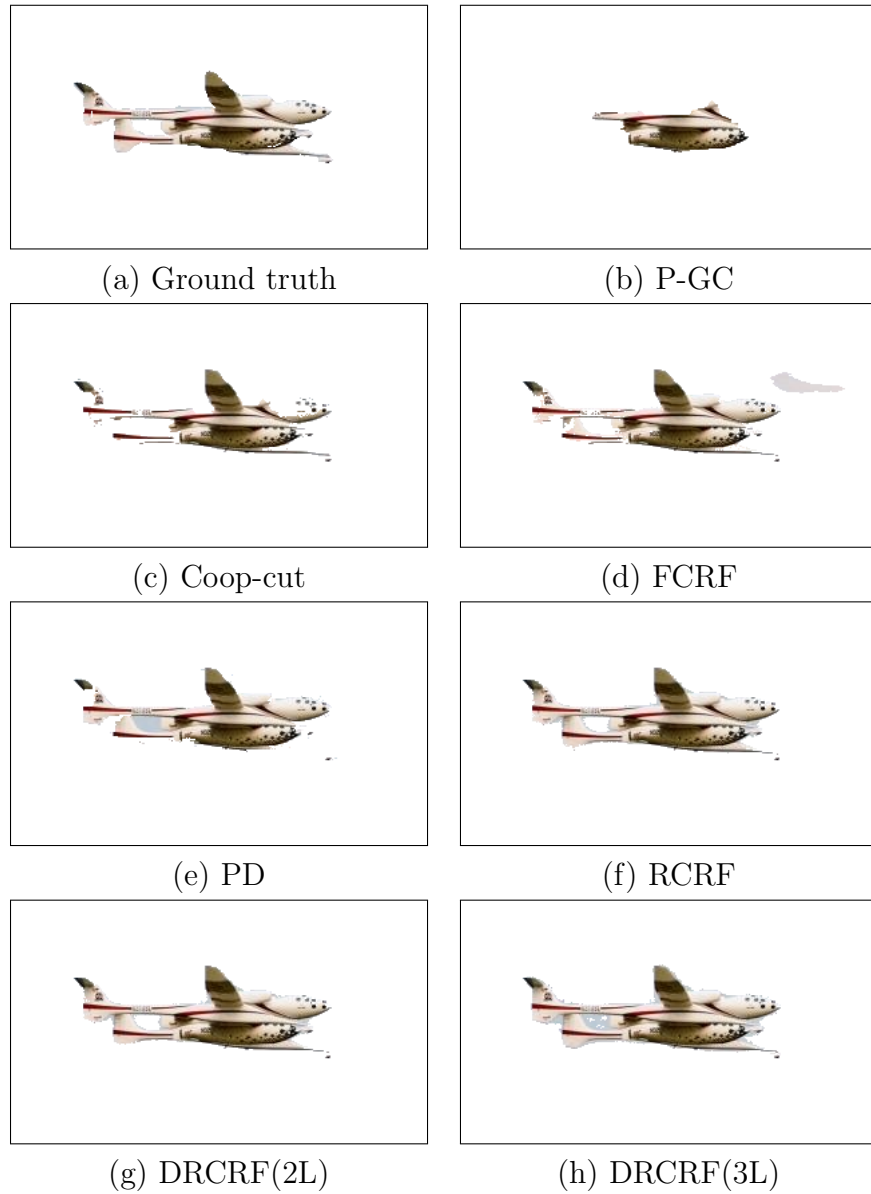 (a) Ground truth
(b) P-GC
(c) Coop-cut
(d) FCRF
(e) PD
(f) RCRF
(g) DRCRF(2L)
(h) DRCRF(3L)